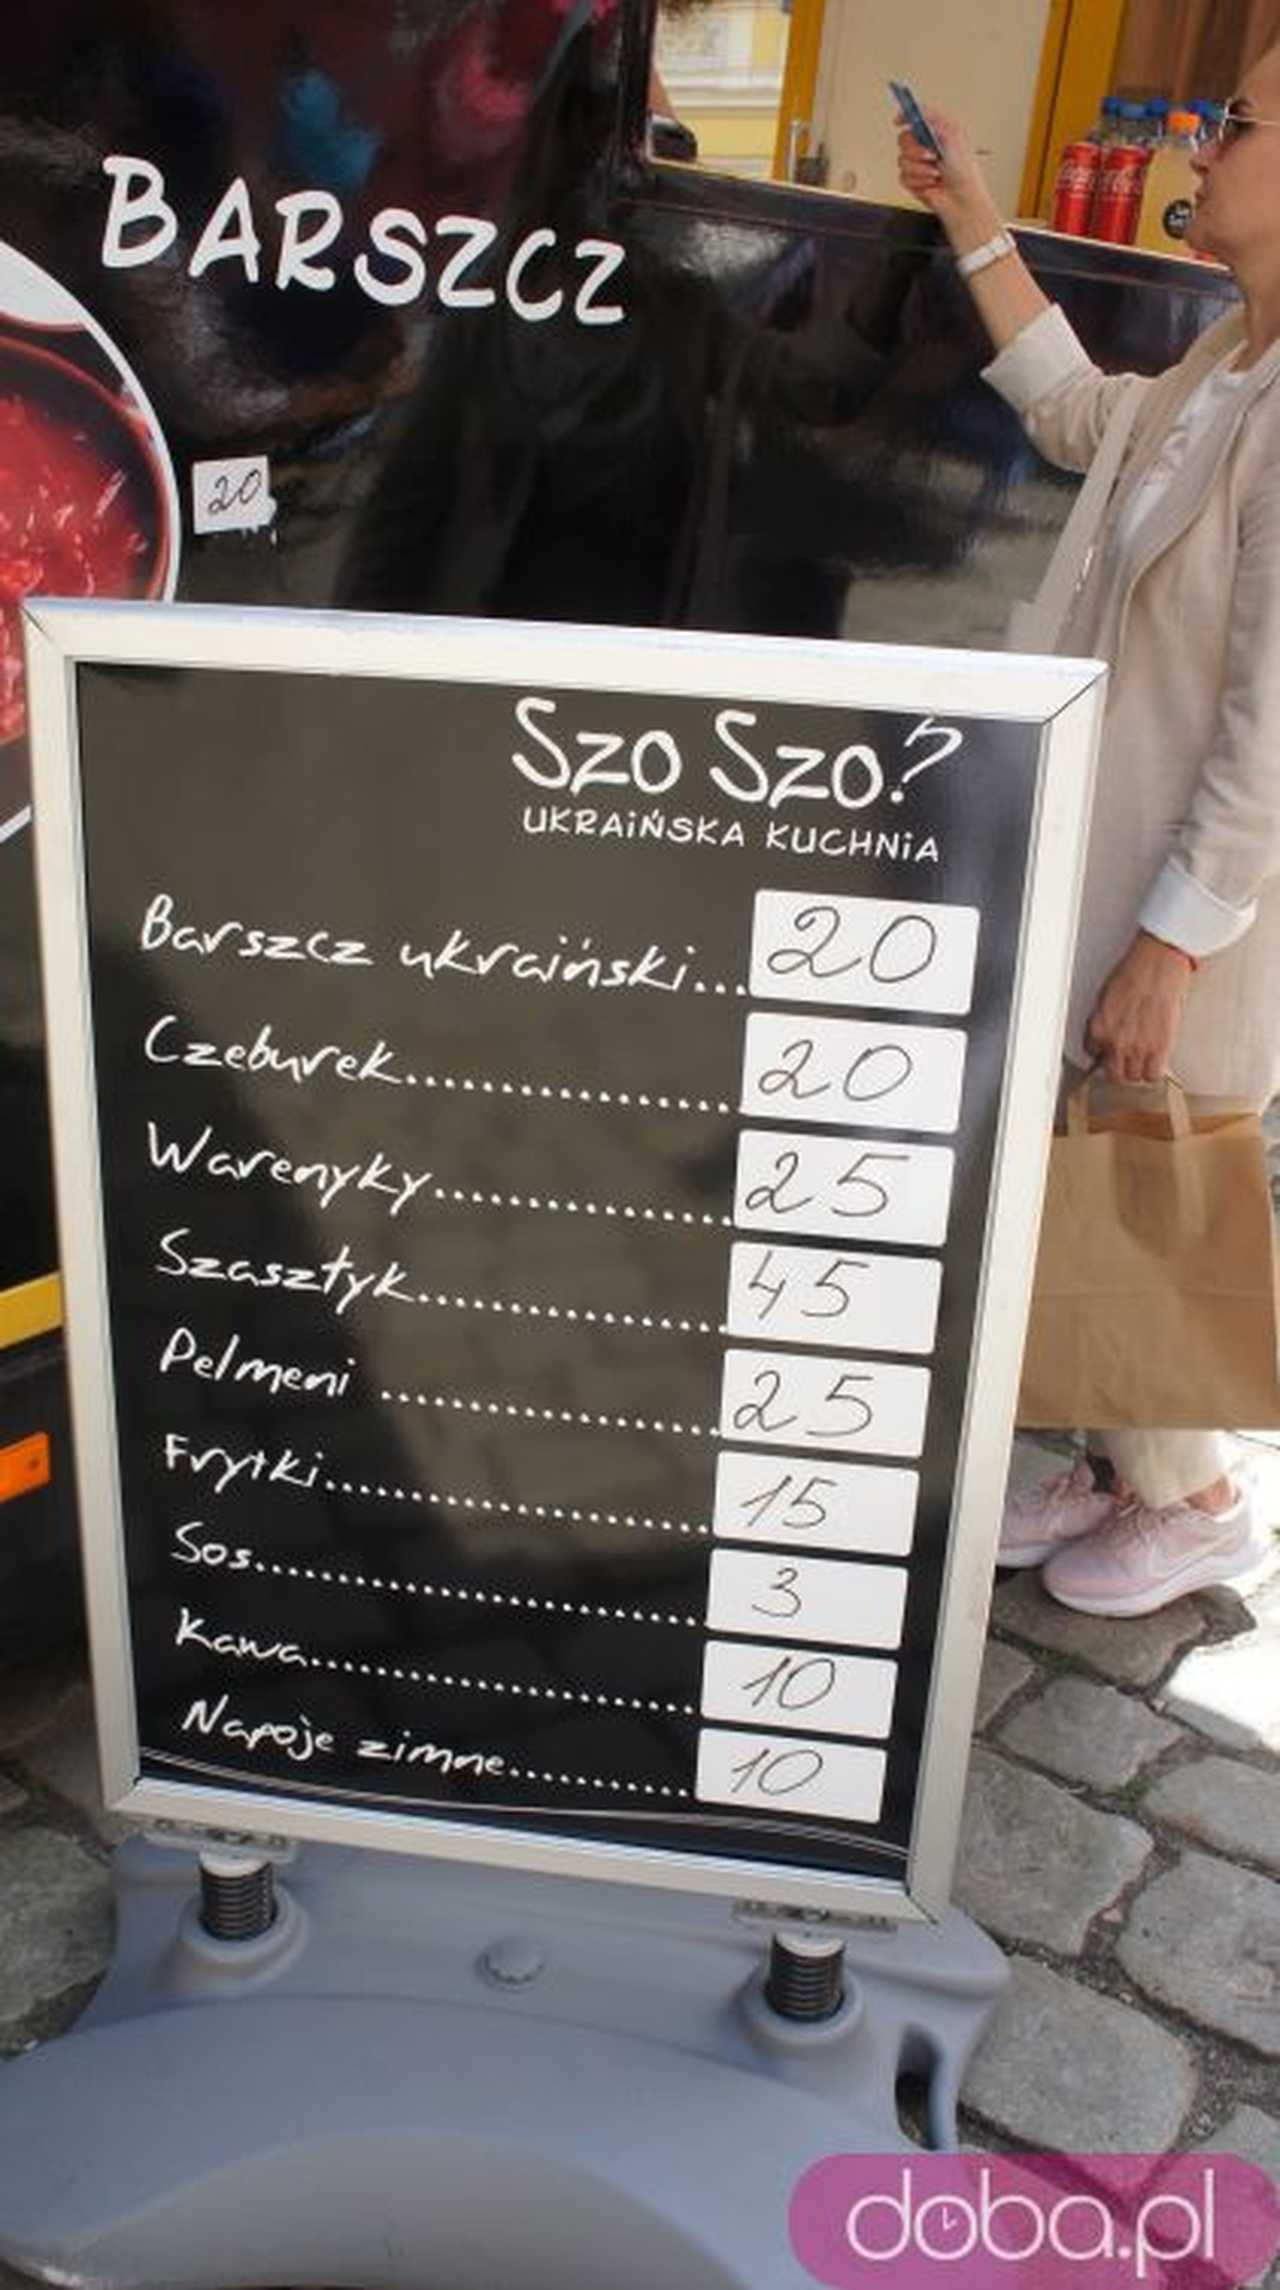 BARSZCZ
20
Szo Szo?
UKRAiŃSKA KUCHNiA
Barszcz ukraiński... 20
Czeburek............................. 20
Warenyky........................... 25
Szasztyk............................ 45
Pelmeni .............................. 25
Frytki.................................. 15
Sos....................................... 3
Kawa.................................... 10
Napoje zimne................. 10
doba.pl